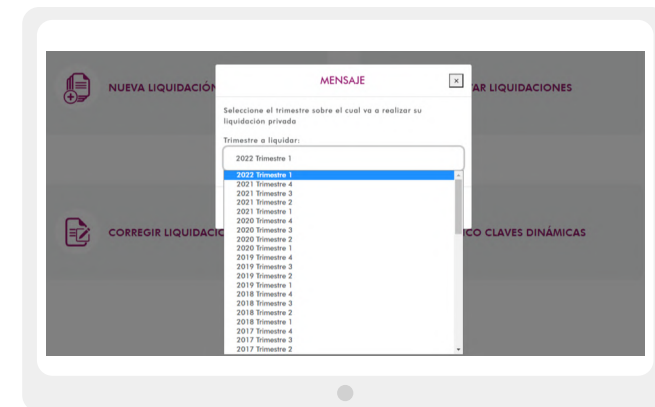 NUEVA LIQUIDACIÓN
MENSAJE
x
AR LIQUIDACIONES
Seleccione el trimestre sobre el cual va a realizar su
liquidación privada
Trimestre a liquidar:
2022 Trimestre 1
2022 Trimestre 1
2021 Trimestre 4
2021 Trimestre 3
2021 Trimestre 2
2021 Trimestre 1
2020 Trimestre 4
2020 Trimestre 3
2020 Trimestre 2
2020 Trimestre 1
2019 Trimestre 4
2019 Trimestre 3
2019 Trimestre 2
2019 Trimestre 1
2018 Trimestre 4
2018 Trimestre 3
2018 Trimestre 2
2018 Trimestre 1
2017 Trimestre 4
2017 Trimestre 3
2017 Trimestre 2
CORREGIR LIQUIDACIC
ICO CLAVES DINÁMICAS